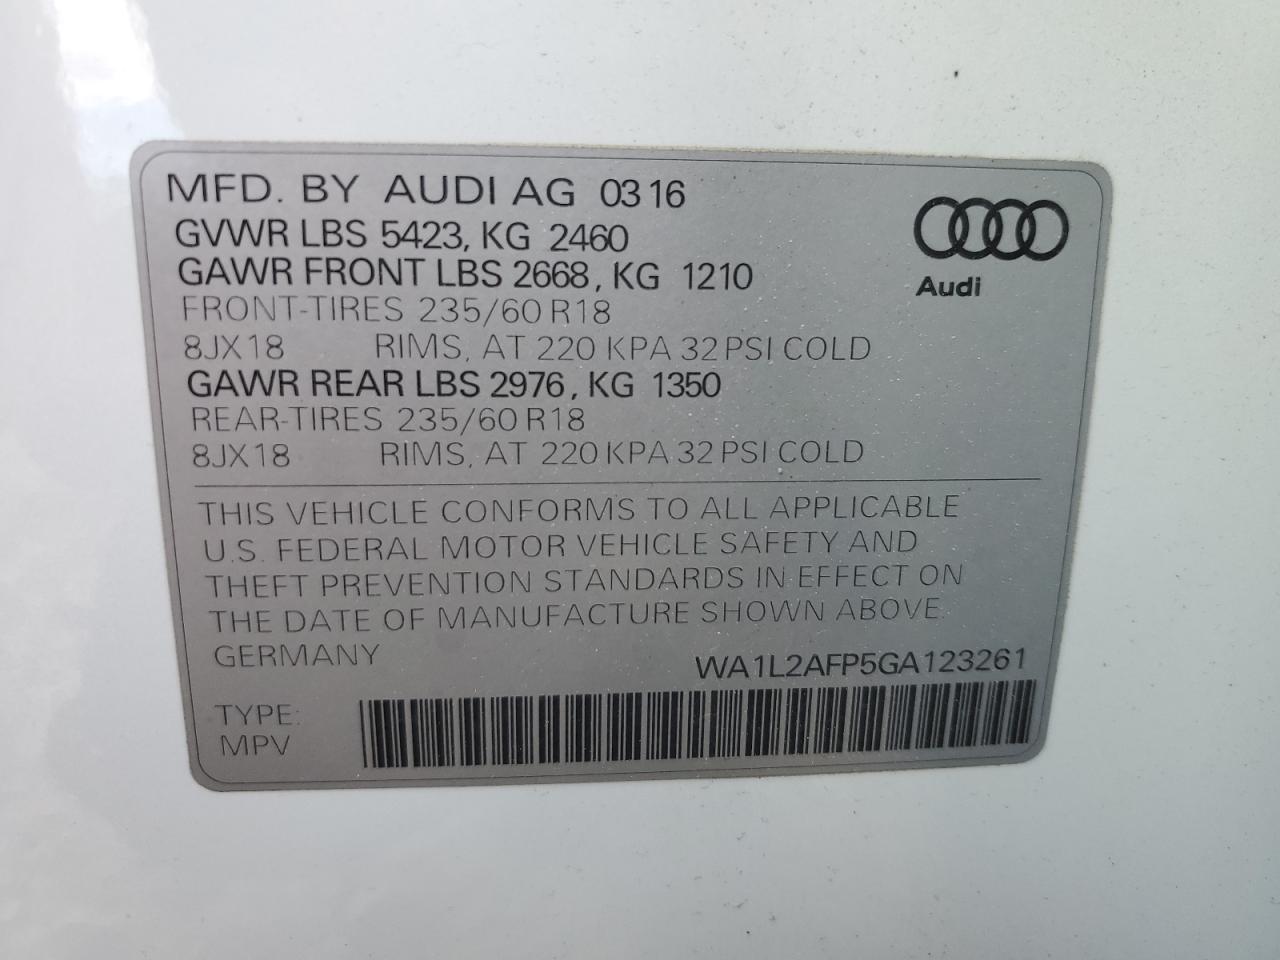 MFD. BY AUDI AG 0316
GVWR LBS 5423, KG 2460
GAWR FRONT LBS 2668, KG 1210
FRONT-TIRES 235/60 R18
8JX18 RIMS, AT 220 KPA 32 PSI COLD
GAWR REAR LBS 2976, KG 1350
REAR-TIRES 235/60 R18
8JX18 RIMS, AT 220 KPA 32 PSI COLD
Audi
THIS VEHICLE CONFORMS TO ALL APPLICABLE
U.S. FEDERAL MOTOR VEHICLE SAFETY AND
THEFT PREVENTION STANDARDS IN EFFECT ON
THE DATE OF MANUFACTURE SHOWN ABOVE.
GERMANY WA1L2AFP5GA123261
TYPE:
MPV